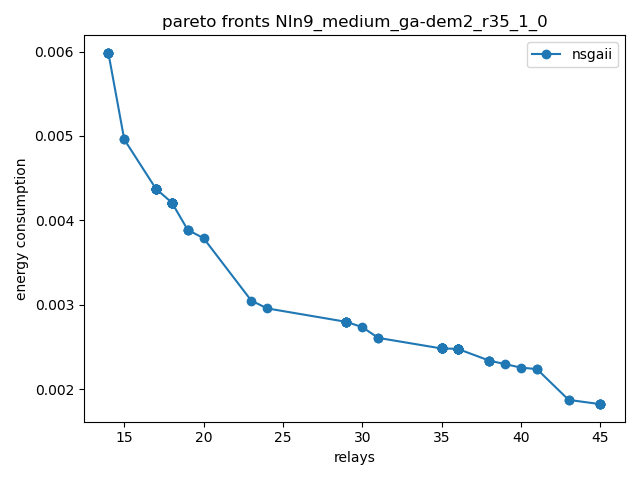 pareto fronts NIn9_medium_ga-dem2_r35_1_0
nsgaii
energy consumption
0.006
0.005
0.004
0.003
0.002
15 20 25 30 35 40 45
relays